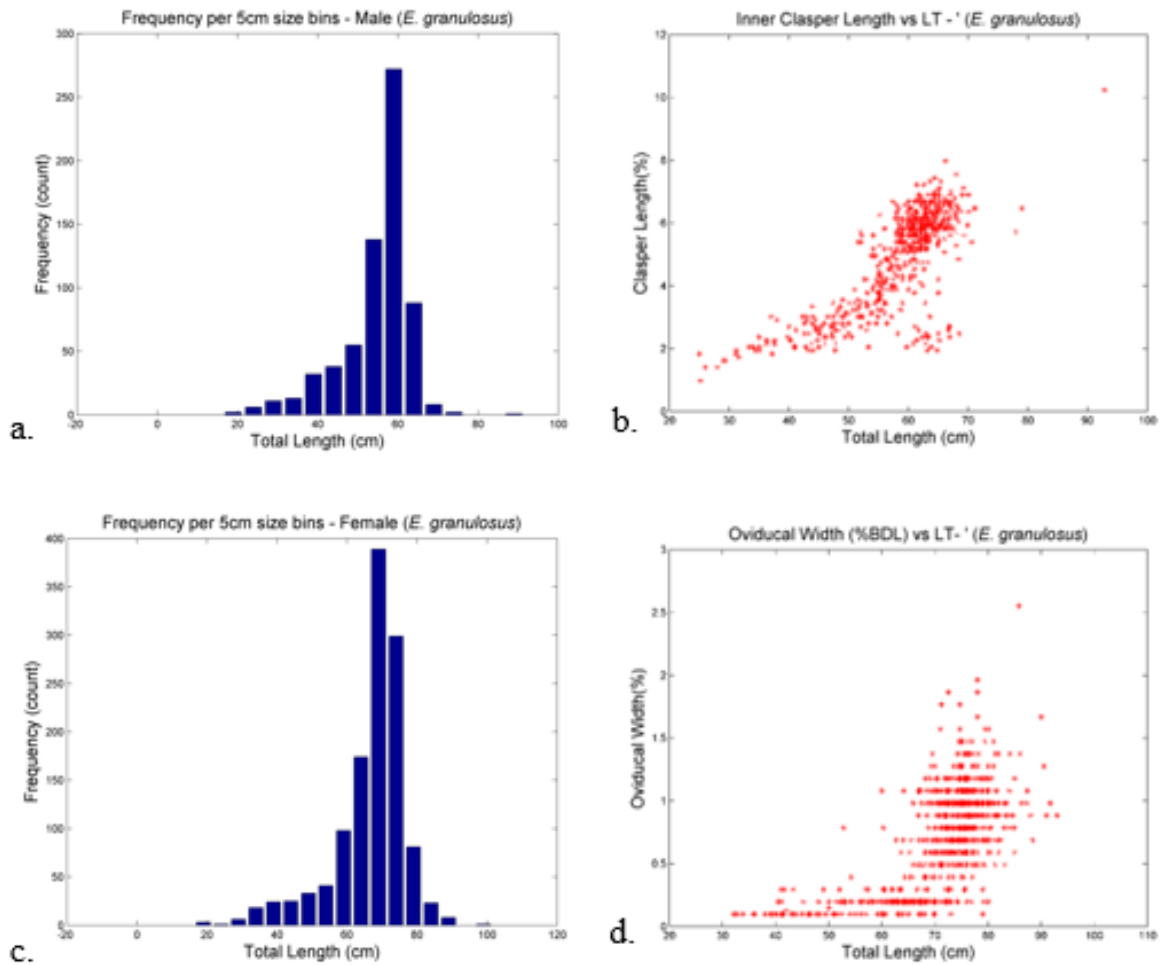 Frequency per 5cm size bins - Male (E. granulosus)
300
250
200
150
100
50
0
-20 0 20 40 60 80 100
Frequency (count)
Total Length (cm)
a.
Inner Clasper Length vs LT - ' (E. granulosus)
12
10
8
6
4
2
0
20 30 40 50 60 70 80 90 100
Clasper Length(%)
Total Length (cm)
b.
Frequency per 5cm size bins - Female (E. granulosus)
400
350
300
250
200
150
100
50
0
-20 0 20 40 60 80 100 120
Frequency (count)
Total Length (cm)
c.
Oviducal Width (%BDL) vs LT- ' (E. granulosus)
3
2.5
2
1.5
1
0.5
0
20 30 40 50 60 70 80 90 100 110
Oviducal Width(%)
Total Length (cm)
d.